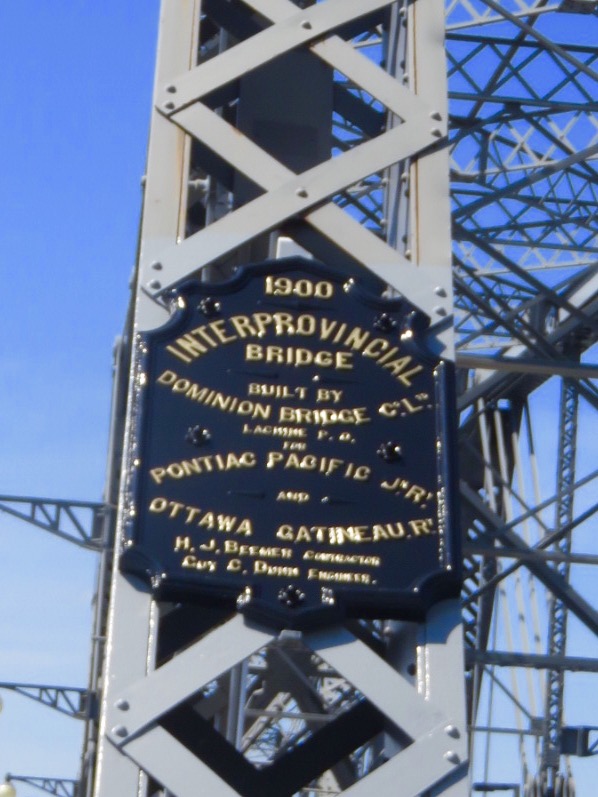 1900
INTERPROVINCIAL
BRIDGE
BUILT BY
DOMINION BRIDGE Co. Ld.
LACHINE P.Q.
FOR
PONTIAC PACIFIC Jn. Ry.
AND
OTTAWA GATINEAU. Ry.
H. J. BEEMER CONTRACTOR
GUY C. DUNN ENGINEER.